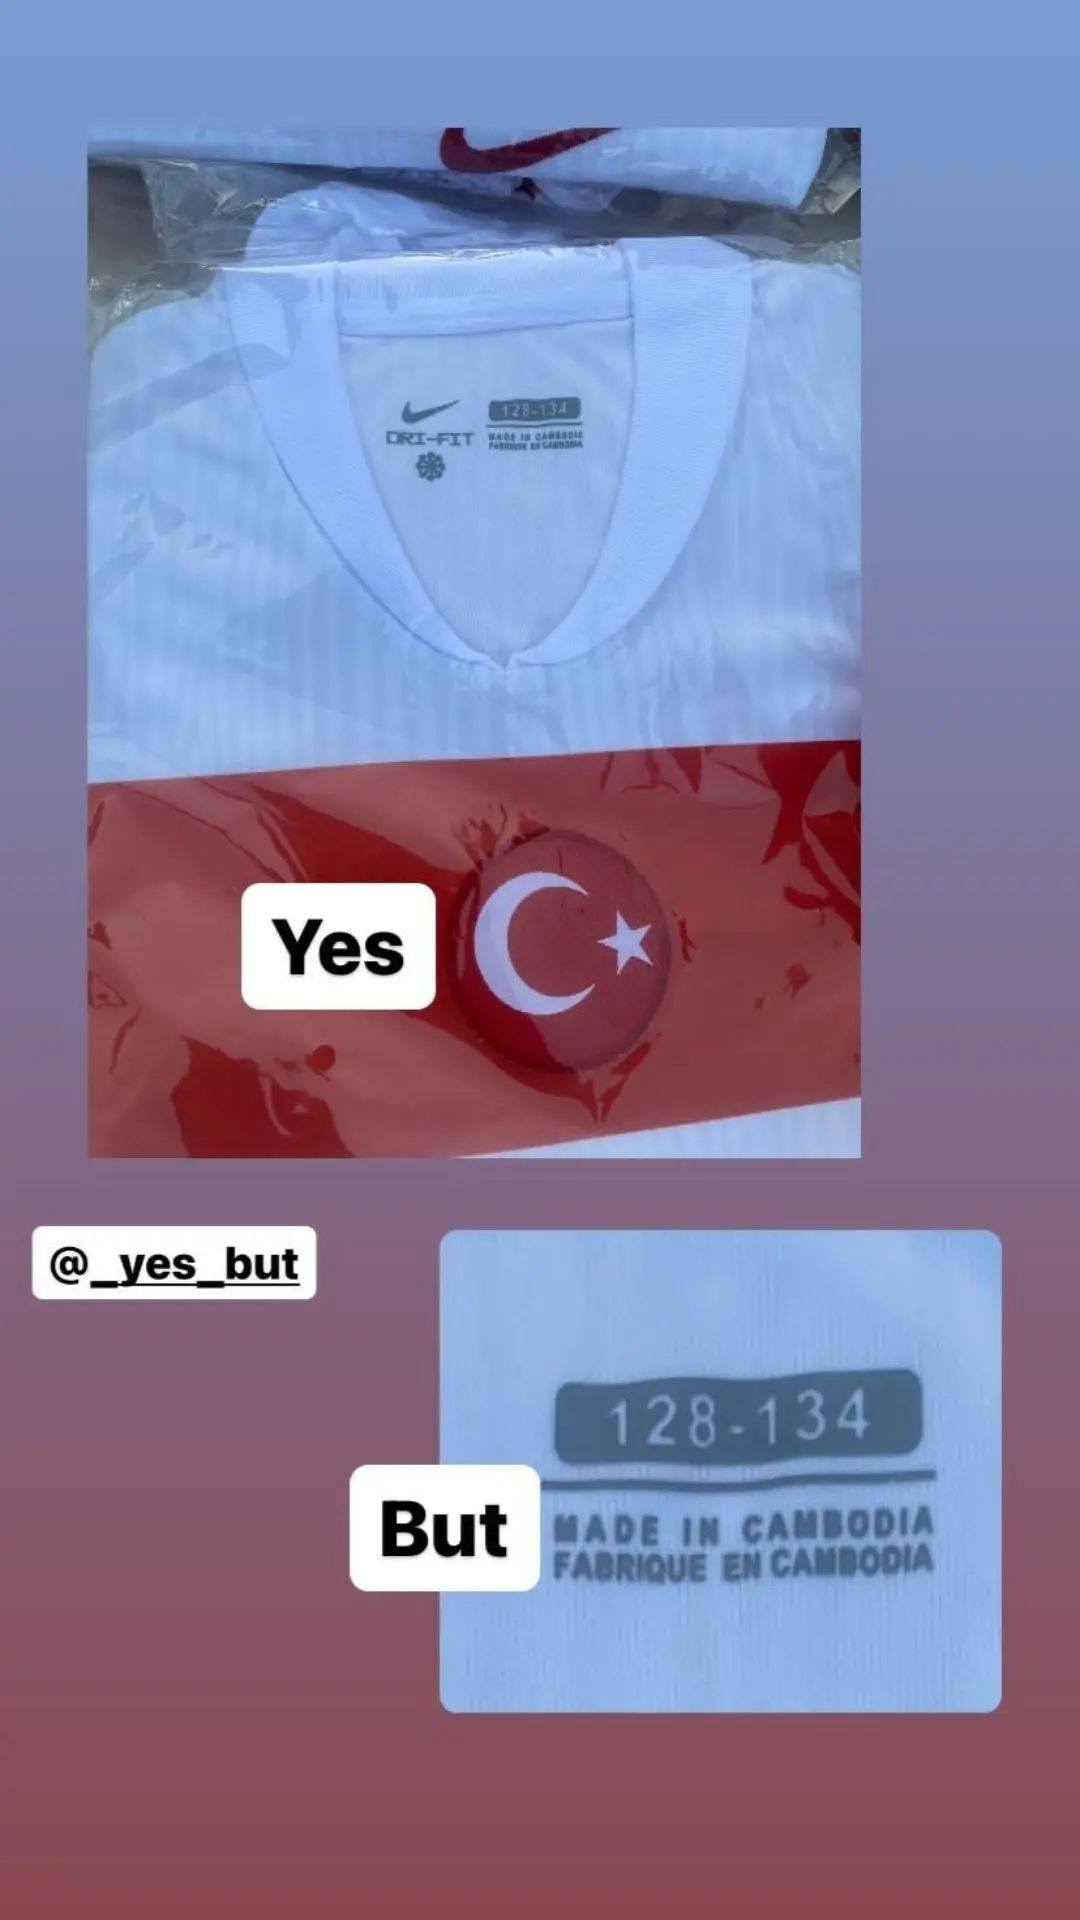 DRI-FIT
128-134
MADE IN CAMBODIA
FABRIQUE EN CAMBODIA
Yes
@_yes_but
128-134
But
MADE IN CAMBODIA
FABRIQUE EN CAMBODIA